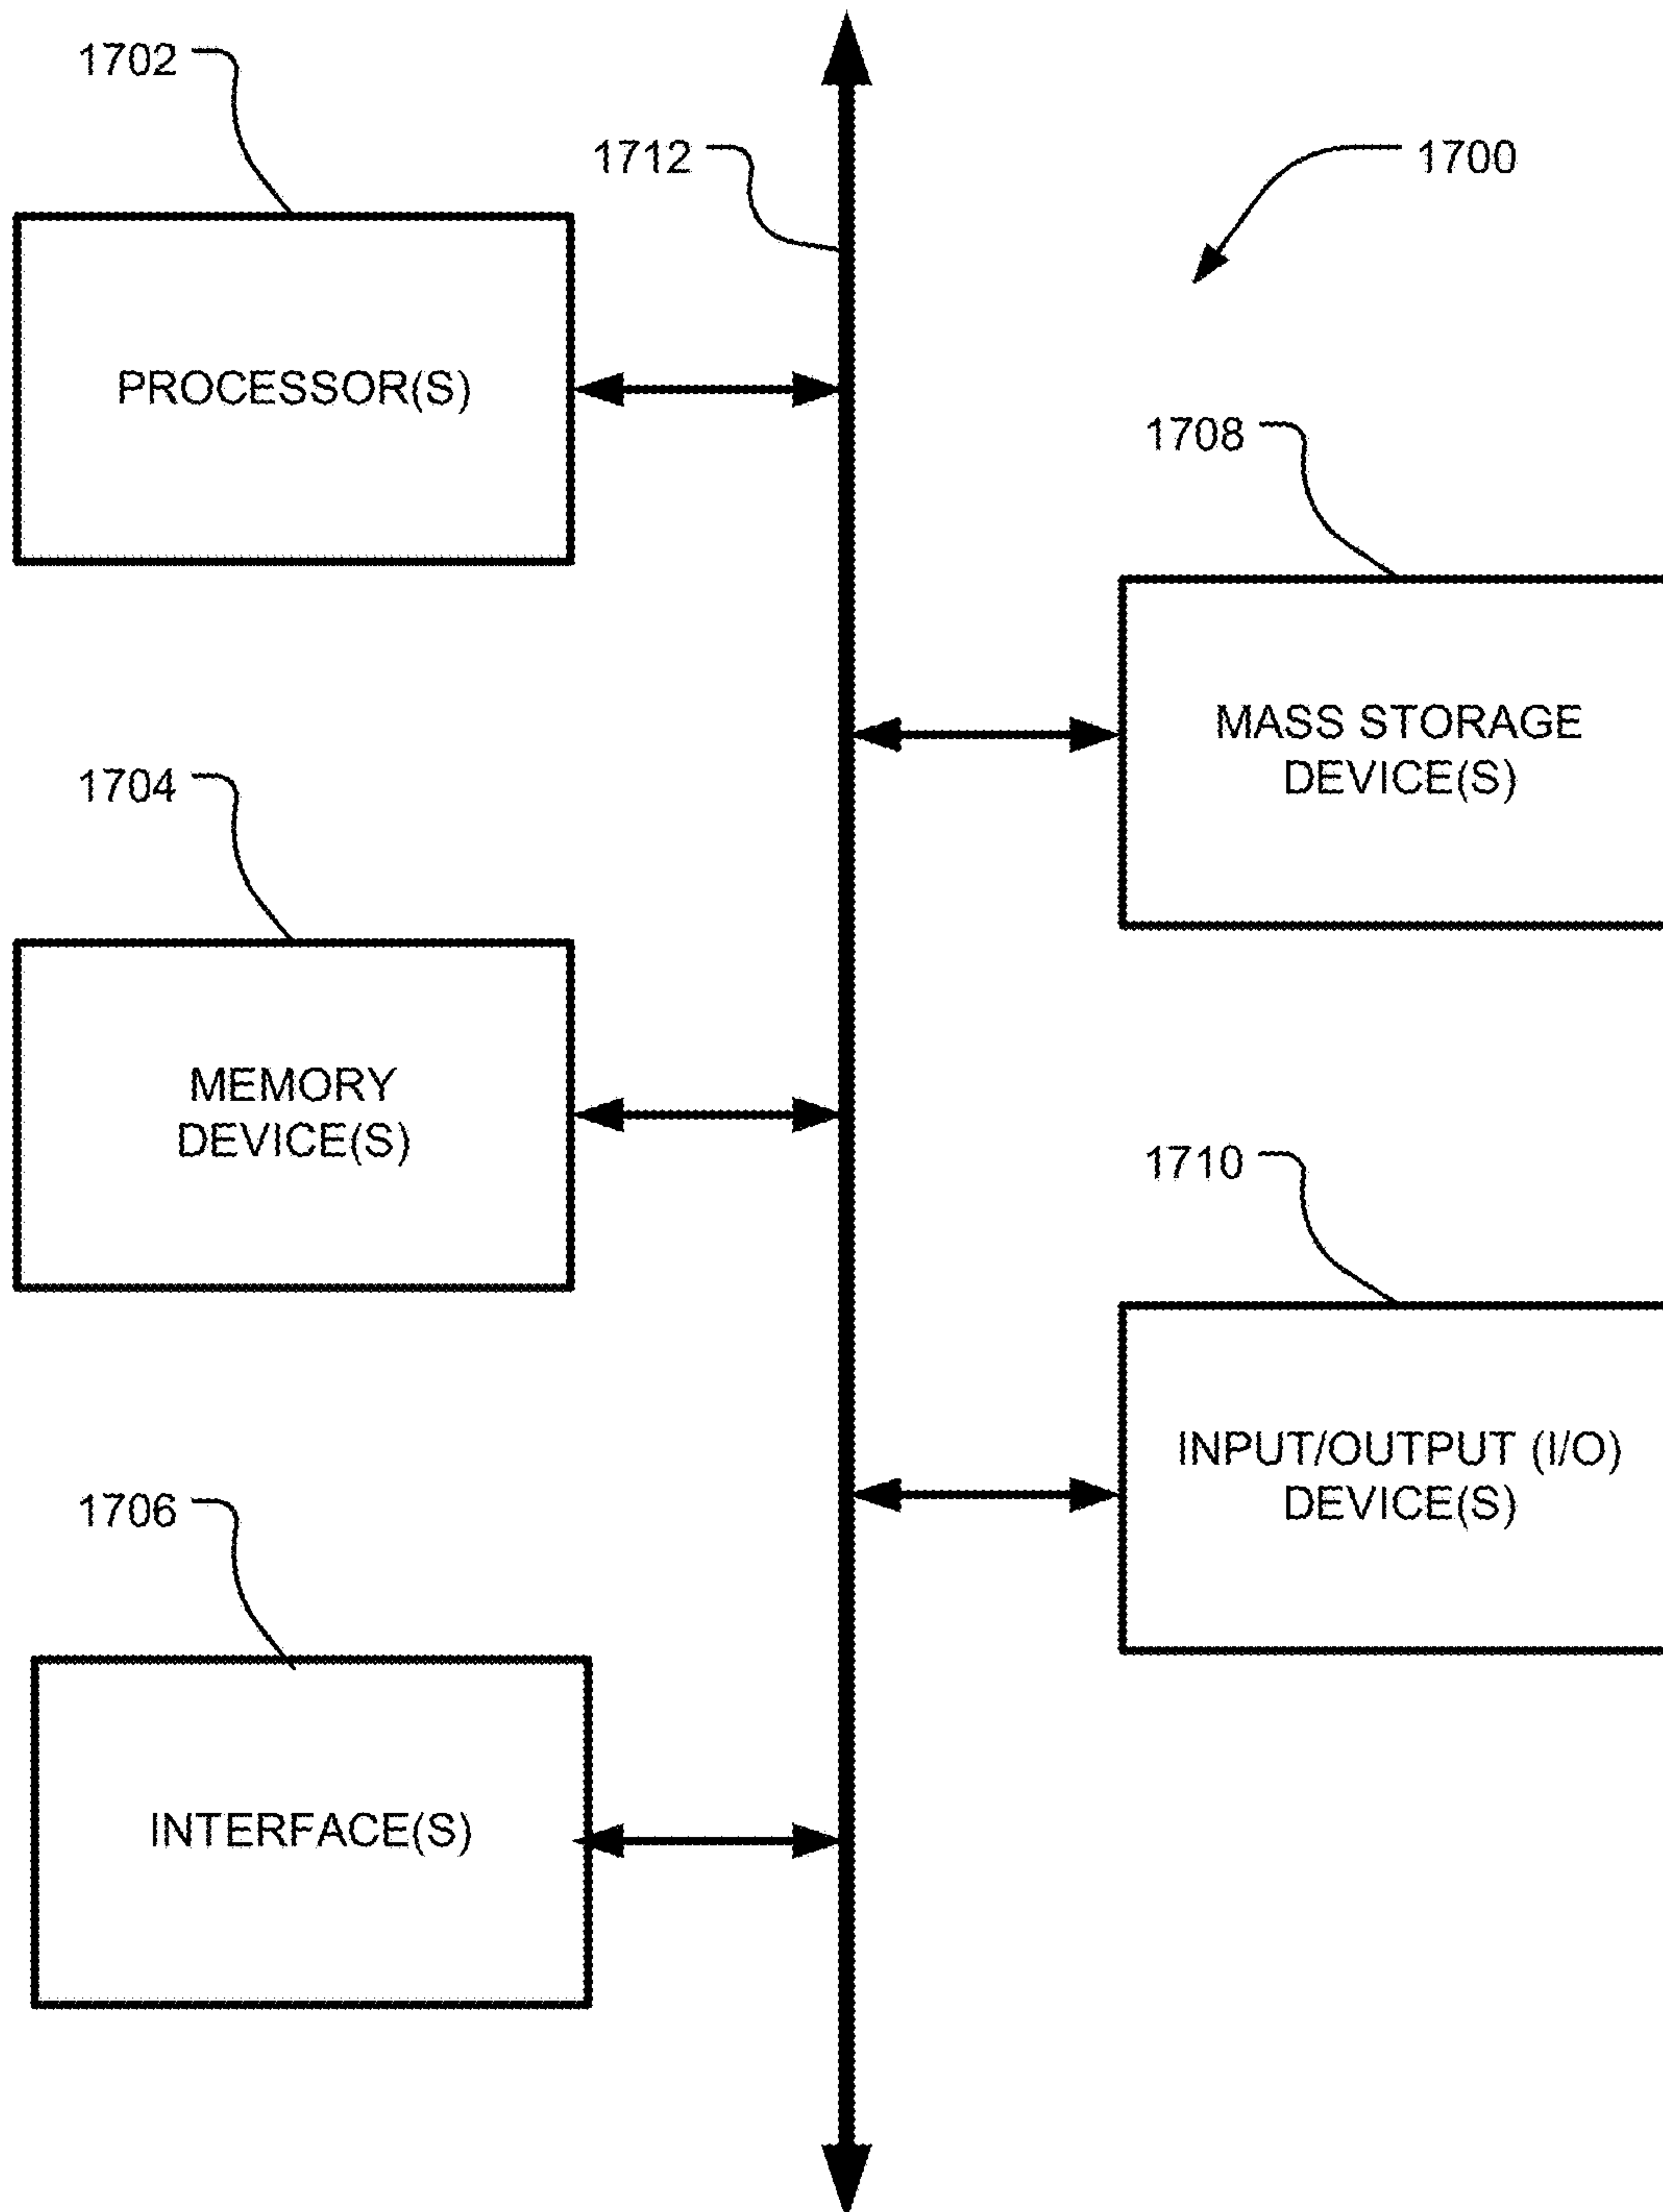 1702
1712
1700
PROCESSOR(S)
1708
MASS STORAGE
DEVICE(S)
1704
MEMORY
DEVICE(S)
1710
INPUT/OUTPUT (I/O)
DEVICE(S)
1706
INTERFACE(S)